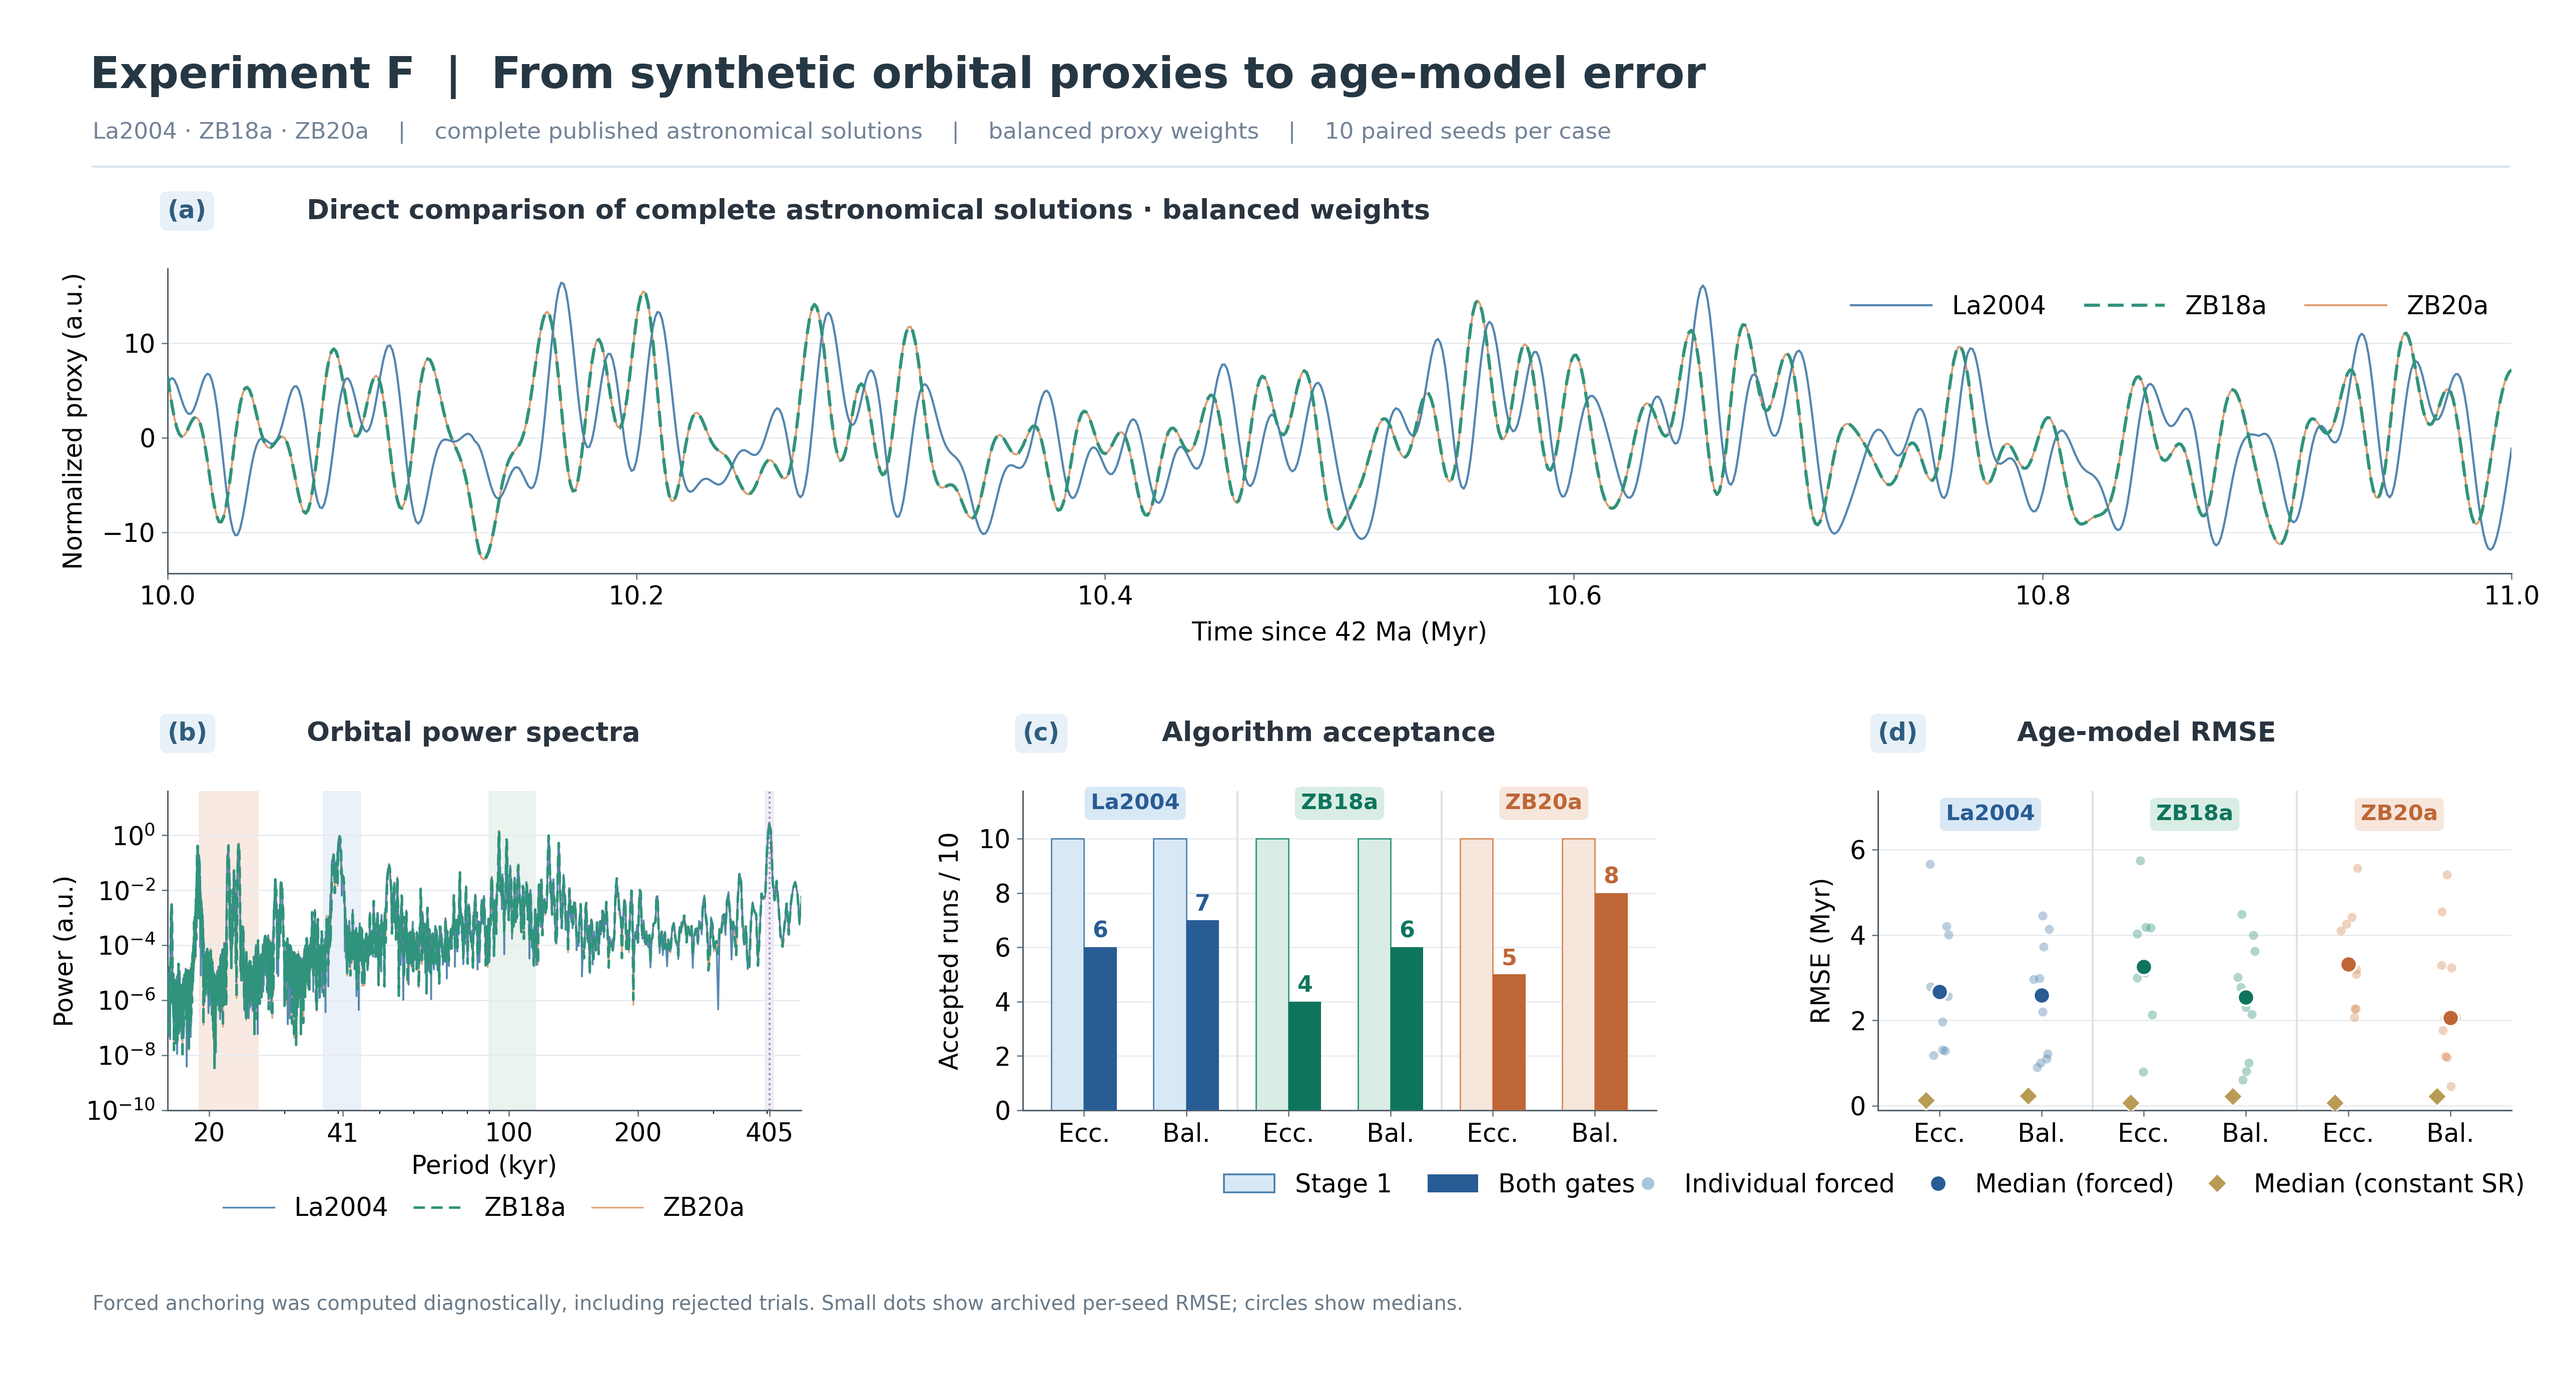 Experiment F | From synthetic orbital proxies to age-model error
La2004 · ZB18a · ZB20a | complete published astronomical solutions | balanced proxy weights | 10 paired seeds per case
(a) Direct comparison of complete astronomical solutions · balanced weights
Normalized proxy (a.u.)
10
0
−10
La2004 ZB18a ZB20a
10.0 10.2 10.4 10.6 10.8 11.0
Time since 42 Ma (Myr)
(b) Orbital power spectra
Power (a.u.)
10⁰
10⁻²
10⁻⁴
10⁻⁶
10⁻⁸
10⁻¹⁰
20 41 100 200 405
Period (kyr)
La2004 ZB18a ZB20a
(c) Algorithm acceptance
La2004 ZB18a ZB20a
Accepted runs / 10
10
8
6
4
2
0
6 7 4 6 5 8
Ecc. Bal. Ecc. Bal. Ecc. Bal.
Stage 1 Both gates
(d) Age-model RMSE
La2004 ZB18a ZB20a
RMSE (Myr)
6
4
2
0
Ecc. Bal. Ecc. Bal. Ecc. Bal.
Individual forced Median (forced) Median (constant SR)
Forced anchoring was computed diagnostically, including rejected trials. Small dots show archived per-seed RMSE; circles show medians.